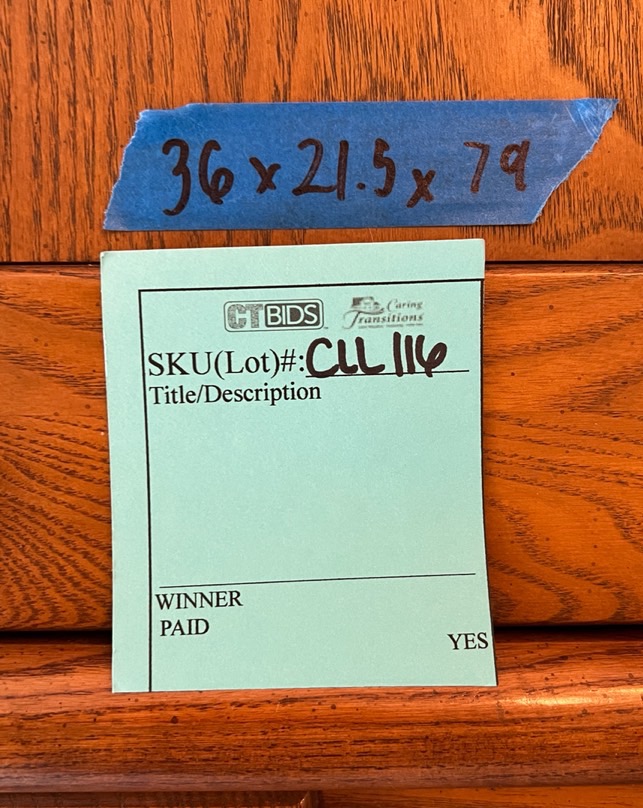 36 x 21.5 x 79
CTBIDS
Caring
Transitions
SKU(Lot)#: CLL 116
Title/Description
WINNER
PAID
YES